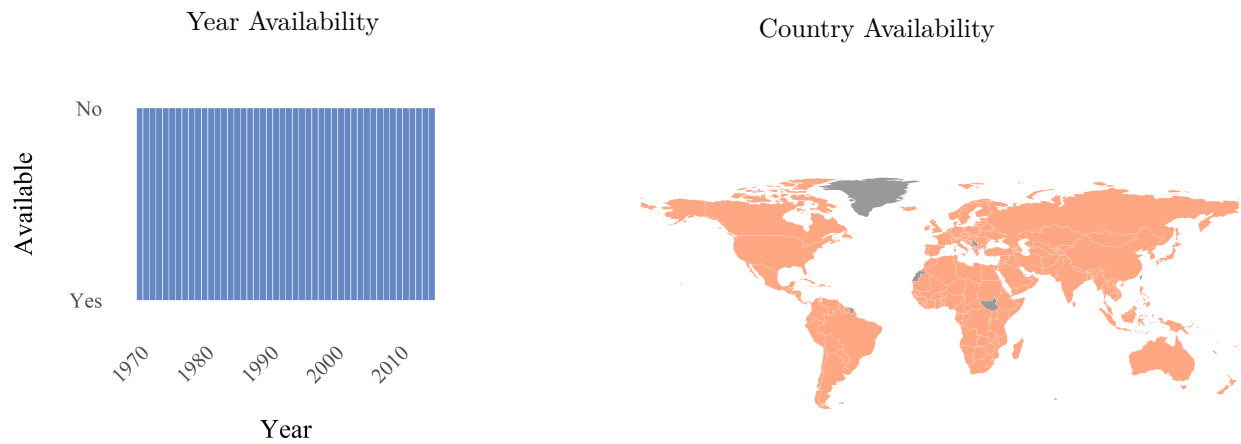 Year Availability
Available
No
Yes
1970
1980
1990
2000
2010
Year
Country Availability